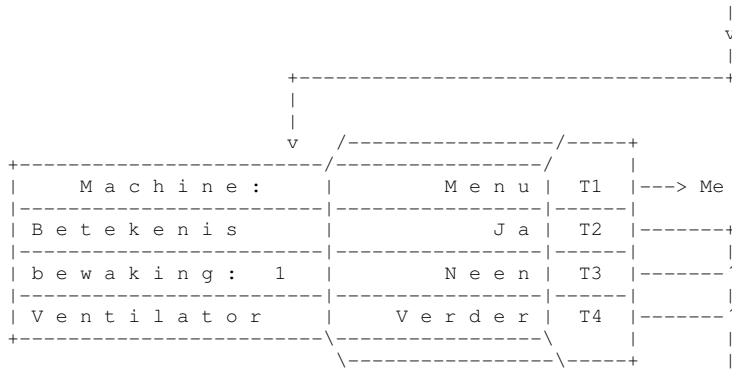 Machine: Menu T1 ---> Me
Betekenis Ja T2
bewaking: 1 Neen T3
Ventilator Verder T4